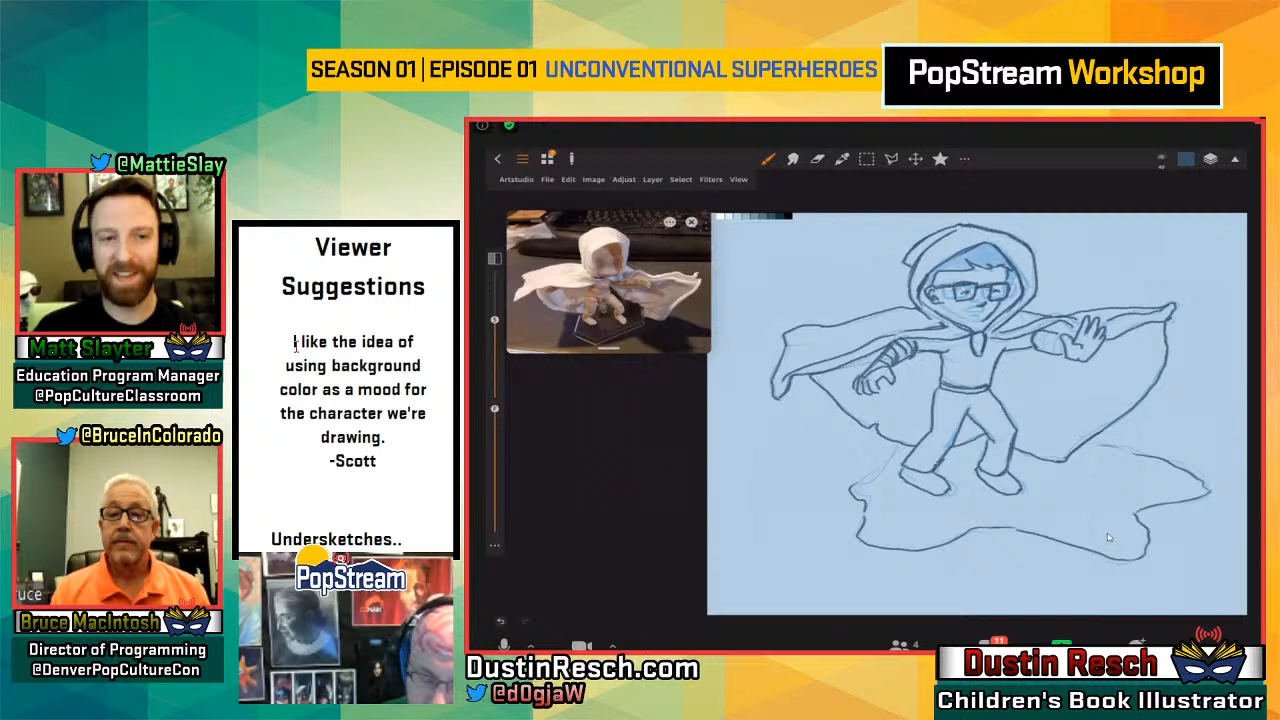 SEASON 01 | EPISODE 01 UNCONVENTIONAL SUPERHEROES
PopStream Workshop
@MattieSlay
Matt Slayter
Education Program Manager
@PopCultureClassroom
@BruceInColorado
uce
Bruce MacIntosh
Director of Programming
@DenverPopCultureCon
Viewer
Suggestions
I like the idea of
using background
color as a mood for
the character we're
drawing.
-Scott
Undersketches..
PopStream
Artstudio File Edit Image Adjust Layer Select Filters View
S
F
4
11
DustinResch.com
@d0gjaW
Dustin Resch
Children's Book Illustrator